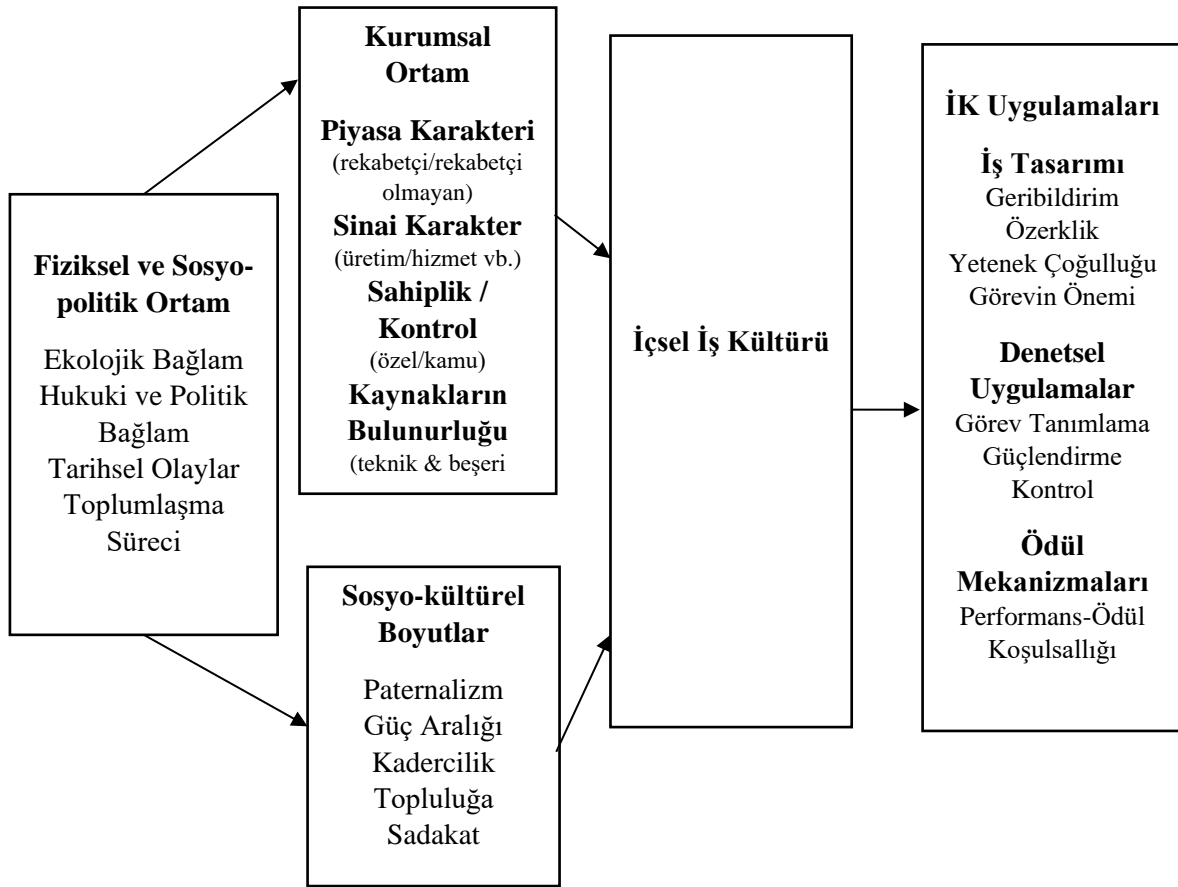 Fiziksel ve Sosyo-
politik Ortam
Ekolojik Bağlam
Hukuki ve Politik
Bağlam
Tarihsel Olaylar
Toplumlaşma
Süreci
Kurumsal
Ortam
Piyasa Karakteri
(rekabetçi/rekabetçi
olmayan)
Sinai Karakter
(üretim/hizmet vb.)
Sahiplik /
Kontrol
(özel/kamu)
Kaynakların
Bulunurluğu
(teknik & beşeri
Sosyo-kültürel
Boyutlar
Paternalizm
Güç Aralığı
Kadercilik
Topluluğa
Sadakat
İçsel İş Kültürü
İK Uygulamaları
İş Tasarımı
Geribildirim
Özerklik
Yetenek Çoğulluğu
Görevin Önemi
Denetsel
Uygulamalar
Görev Tanımlama
Güçlendirme
Kontrol
Ödül
Mekanizmaları
Performans-Ödül
Koşulsallığı